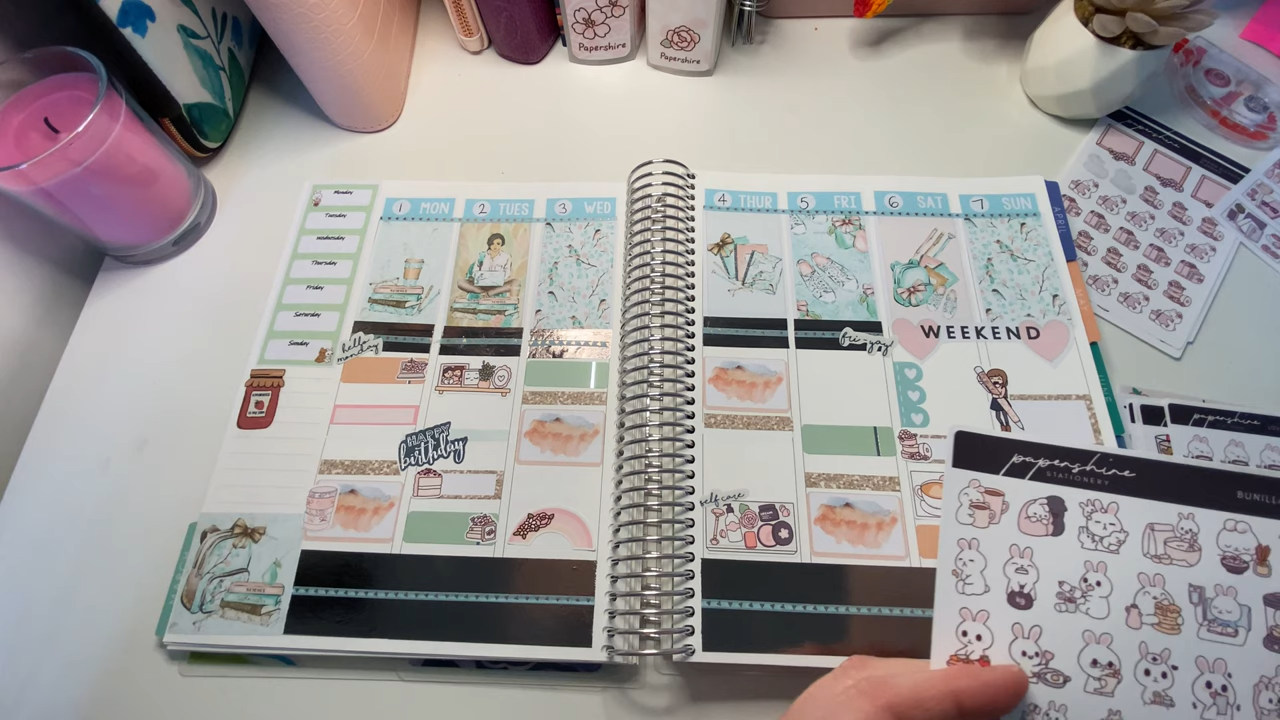 Papershire
Papershire
papershire
Monday
Tuesday
Wednesday
Thursday
Friday
Saturday
Sunday
1 MON
2 TUES
3 WED
4 THUR
5 FRI
6 SAT
7 SUN
APRIL
hello
monday
fri-yay
WEEKEND
HAPPY
birthday
self care
papershire
papershire
STATIONERY